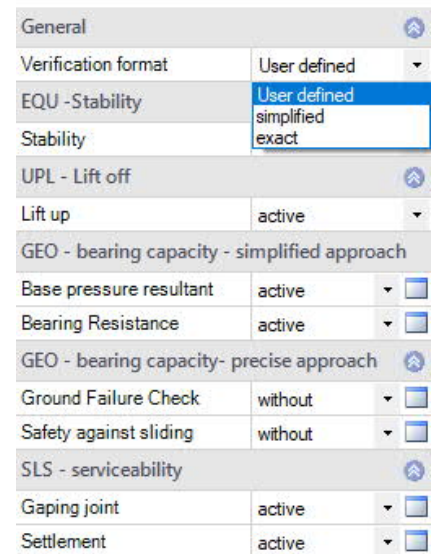 General
Verification format User defined
EQU -Stability User defined
simplified
Stability exact
UPL - Lift off
Lift up active
GEO - bearing capacity - simplified approach
Base pressure resultant active
Bearing Resistance active
GEO - bearing capacity- precise approach
Ground Failure Check without
Safety against sliding without
SLS - serviceability
Gaping joint active
Settlement active